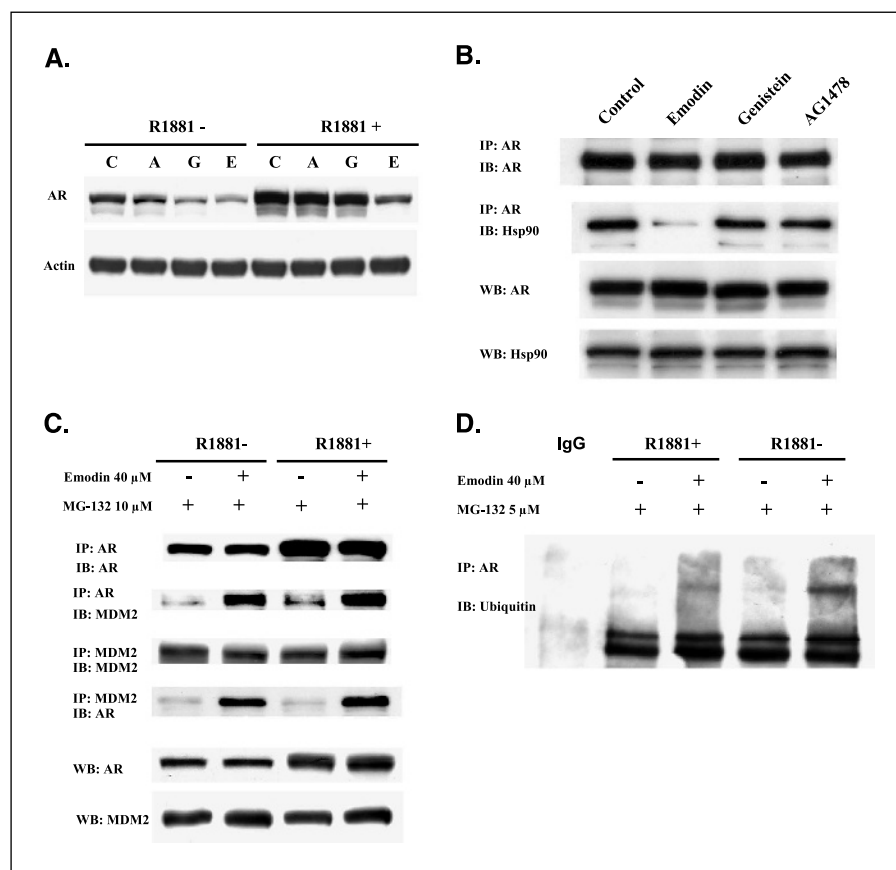 A.
R1881 -
R1881 +
C A G E C A G E
AR
Actin
B.
Control Emodin Genistein AG1478
IP: AR
IB: AR
IP: AR
IB: Hsp90
WB: AR
WB: Hsp90
C.
R1881- R1881+
Emodin 40 µM - + - +
MG-132 10 µM + + + +
IP: AR
IB: AR
IP: AR
IB: MDM2
IP: MDM2
IB: MDM2
IP: MDM2
IB: AR
WB: AR
WB: MDM2
D.
IgG R1881+ R1881-
Emodin 40 µM - + - +
MG-132 5 µM + + + +
IP: AR
IB: Ubiquitin